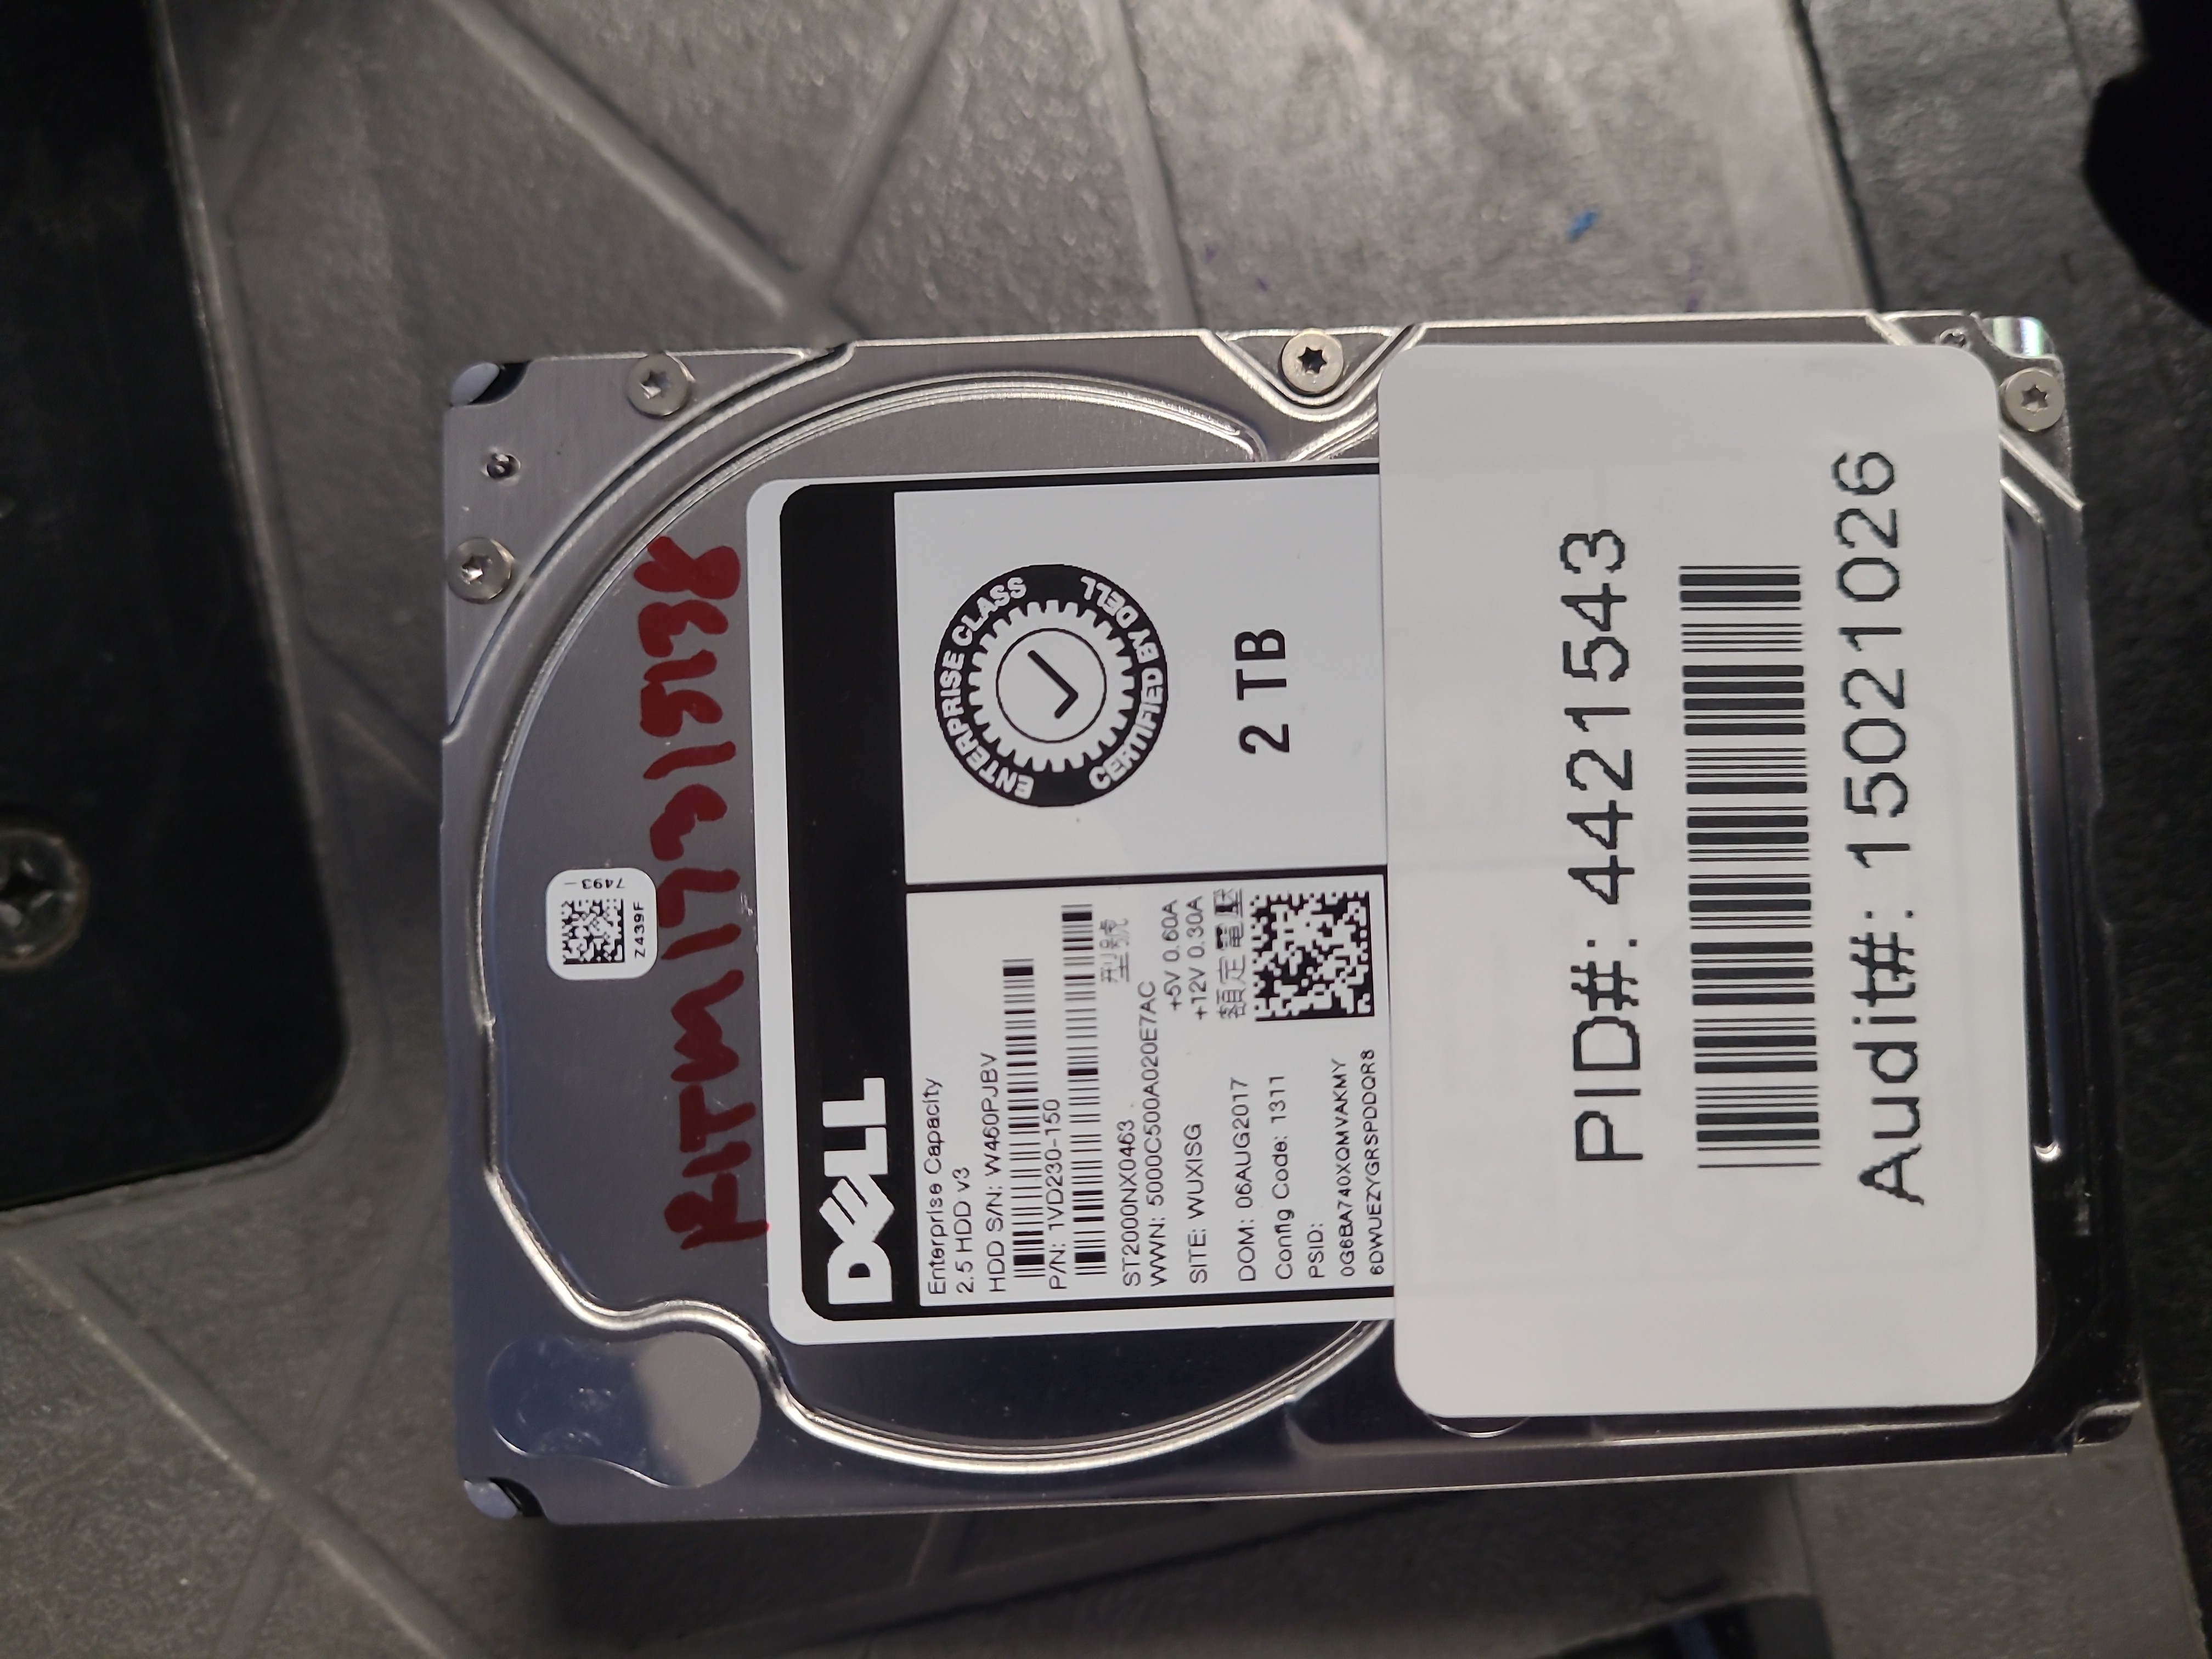 Z439F
7493-
RITM17315138
DELL
Enterprise Capacity
2.5 HDD v3
HDD S/N: W460PJBV
P/N: 1VD230-150
型號
ST2000NX0463
WWN: 5000C500A020E7AC
+5V 0.60A
SITE: WUXISG
+12V 0.30A
DOM: 06AUG2017
額定電壓
Config Code: 1311
PSID:
0G6BA740XQMVAKMY
6DWUEZYGRSPDDQR8
ENTERPRISE CLASS
CERTIFIED BY DELL
2 TB
PID#: 4421543
Audit#: 15021026